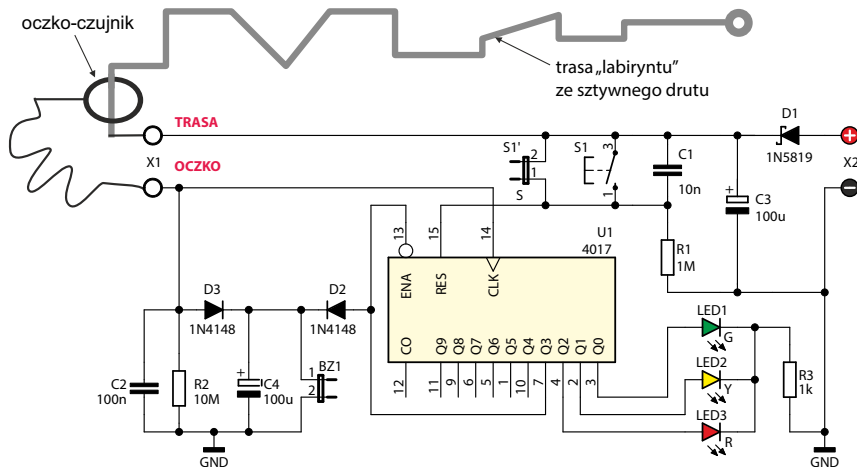 oczko-czujnik
trasa „labiryntu”
ze sztywnego drutu
TRASA
X1
OCZKO
S1'
2
1
S
S1
3
1
C1
10n
D1
1N5819
X2
C3
+
100u
R1
1M
13
15
14
U1
4017
ENA
RES
CLK
CO
Q9
Q8
Q7
Q6
Q5
Q4
Q3
Q2
Q1
Q0
12
11
9
6
5
1
10
7
4
2
3
D3
1N4148
D2
1N4148
C2
100n
R2
10M
+
C4
100u
1
2
BZ1
GND
LED1
G
LED2
Y
LED3
R
R3
1k
GND